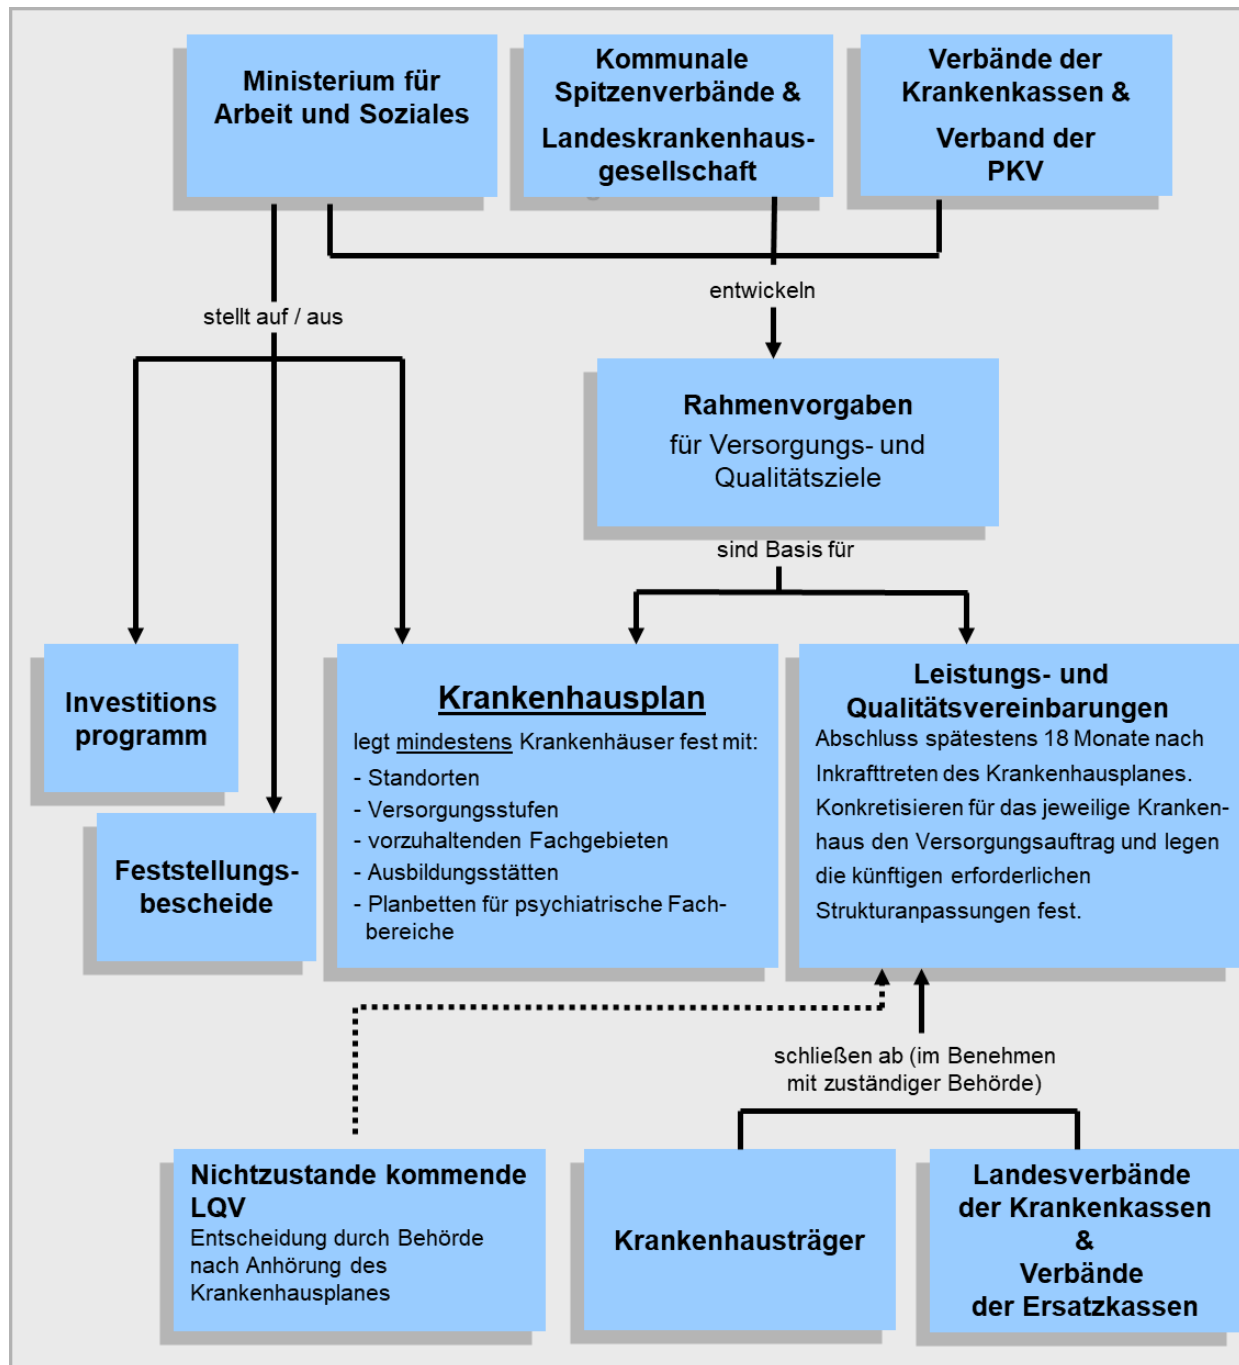 Ministerium für
Arbeit und Soziales
Kommunale
Spitzenverbände &
Landeskrankenhaus-
gesellschaft
Verbände der
Krankenkassen &
Verband der
PKV
entwickeln
stellt auf / aus
Rahmenvorgaben
für Versorgungs- und
Qualitätsziele
sind Basis für
Investitions
programm
Feststellungs-
bescheide
Krankenhausplan
legt mindestens Krankenhäuser fest mit:
- Standorten
- Versorgungsstufen
- vorzuhaltenden Fachgebieten
- Ausbildungsstätten
- Planbetten für psychiatrische Fach-
bereiche
Leistungs- und
Qualitätsvereinbarungen
Abschluss spätestens 18 Monate nach
Inkrafttreten des Krankenhausplanes.
Konkretisieren für das jeweilige Kranken-
haus den Versorgungsauftrag und legen
die künftigen erforderlichen
Strukturanpassungen fest.
schließen ab (im Benehmen
mit zuständiger Behörde)
Nichtzustande kommende
LQV
Entscheidung durch Behörde
nach Anhörung des
Krankenhausplanes
Krankenhausträger
Landesverbände
der Krankenkassen
&
Verbände
der Ersatzkassen